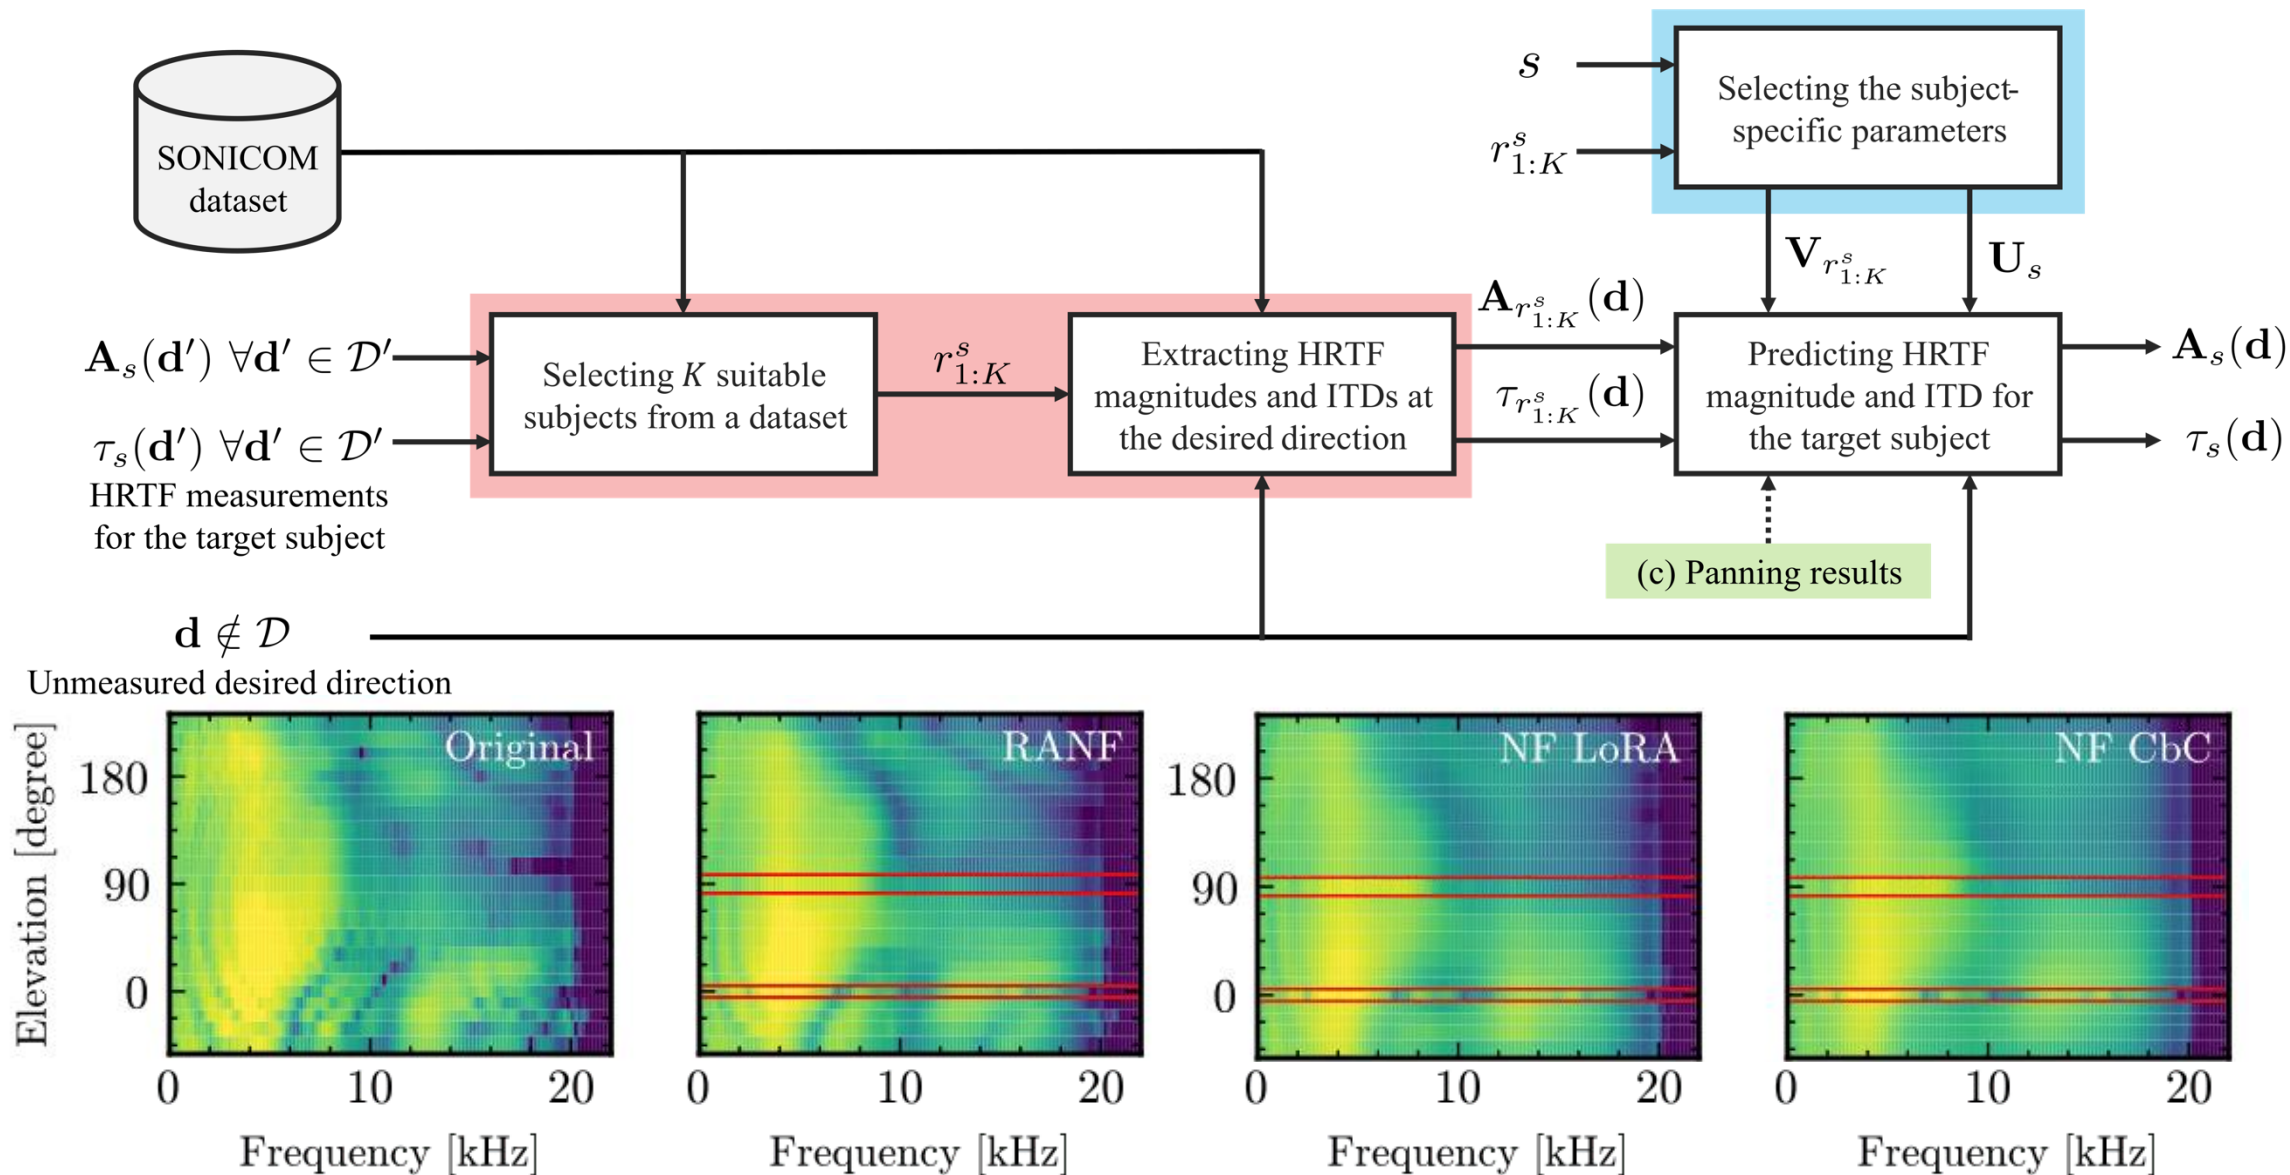 SONICOM
dataset
s
r^s_{1:K}
Selecting the subject-
specific parameters
V_{r^s_{1:K}}
U_s
A_s(d′) ∀d′ ∈ D′
τ_s(d′) ∀d′ ∈ D′
HRTF measurements
for the target subject
Selecting K suitable
subjects from a dataset
r^s_{1:K}
Extracting HRTF
magnitudes and ITDs at
the desired direction
A_{r^s_{1:K}}(d)
τ_{r^s_{1:K}}(d)
Predicting HRTF
magnitude and ITD for
the target subject
A_s(d)
τ_s(d)
(c) Panning results
d ∉ D
Unmeasured desired direction
Elevation [degree]
180
90
0
Original
0 10 20
Frequency [kHz]
RANF
0 10 20
Frequency [kHz]
180
90
0
NF LoRA
0 10 20
Frequency [kHz]
NF CbC
0 10 20
Frequency [kHz]